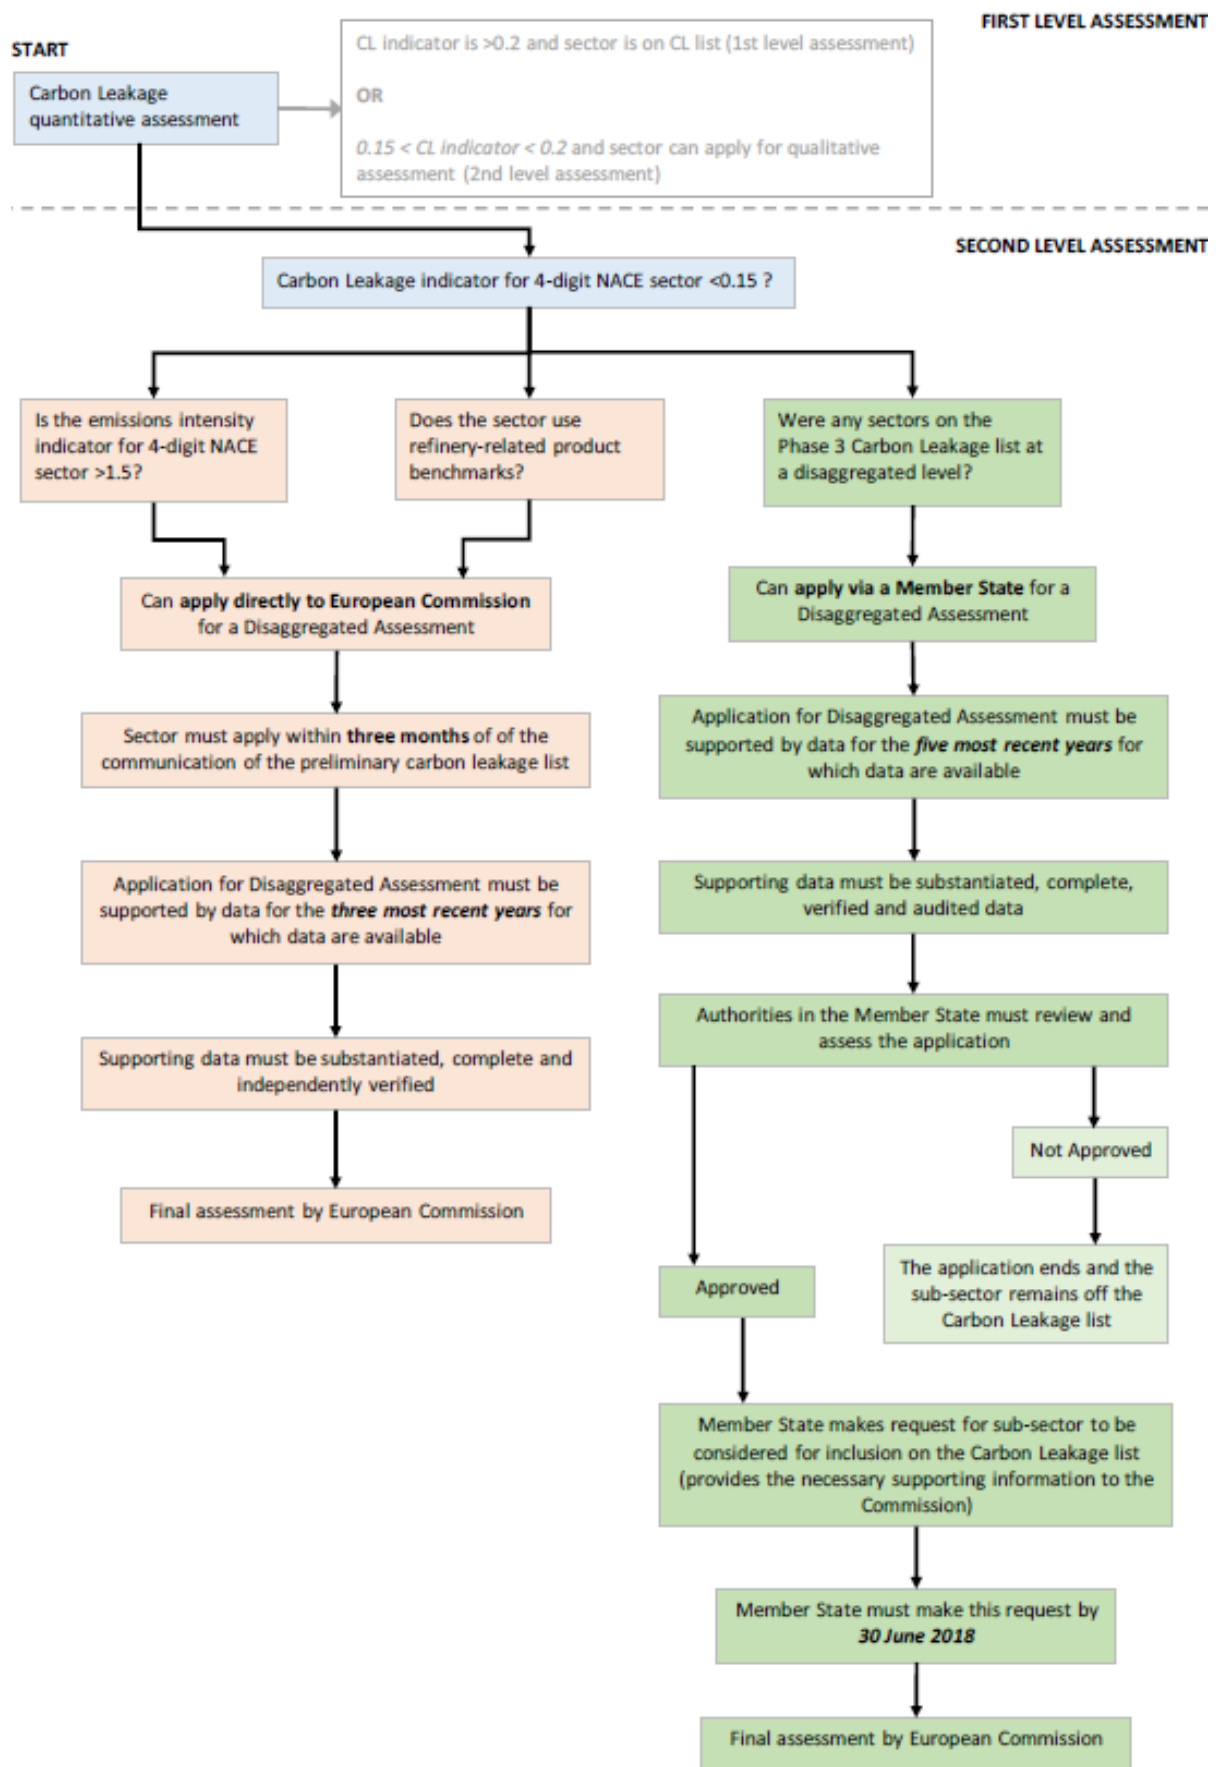 FIRST LEVEL ASSESSMENT
START
CL indicator is >0.2 and sector is on CL list (1st level assessment)
OR
0.15 < CL indicator < 0.2 and sector can apply for qualitative
assessment (2nd level assessment)
Carbon Leakage
quantitative assessment
SECOND LEVEL ASSESSMENT
Carbon Leakage indicator for 4-digit NACE sector <0.15 ?
Is the emissions intensity
indicator for 4-digit NACE
sector >1.5?
Does the sector use
refinery-related product
benchmarks?
Were any sectors on the
Phase 3 Carbon Leakage list at
a disaggregated level?
Can apply directly to European Commission
for a Disaggregated Assessment
Can apply via a Member State for a
Disaggregated Assessment
Sector must apply within three months of of the
communication of the preliminary carbon leakage list
Application for Disaggregated Assessment must be
supported by data for the five most recent years for
which data are available
Application for Disaggregated Assessment must be
supported by data for the three most recent years for
which data are available
Supporting data must be substantiated, complete,
verified and audited data
Supporting data must be substantiated, complete and
independently verified
Authorities in the Member State must review and
assess the application
Not Approved
Final assessment by European Commission
Approved
The application ends and the
sub-sector remains off the
Carbon Leakage list
Member State makes request for sub-sector to be
considered for inclusion on the Carbon Leakage list
(provides the necessary supporting information to the
Commission)
Member State must make this request by
30 June 2018
Final assessment by European Commission